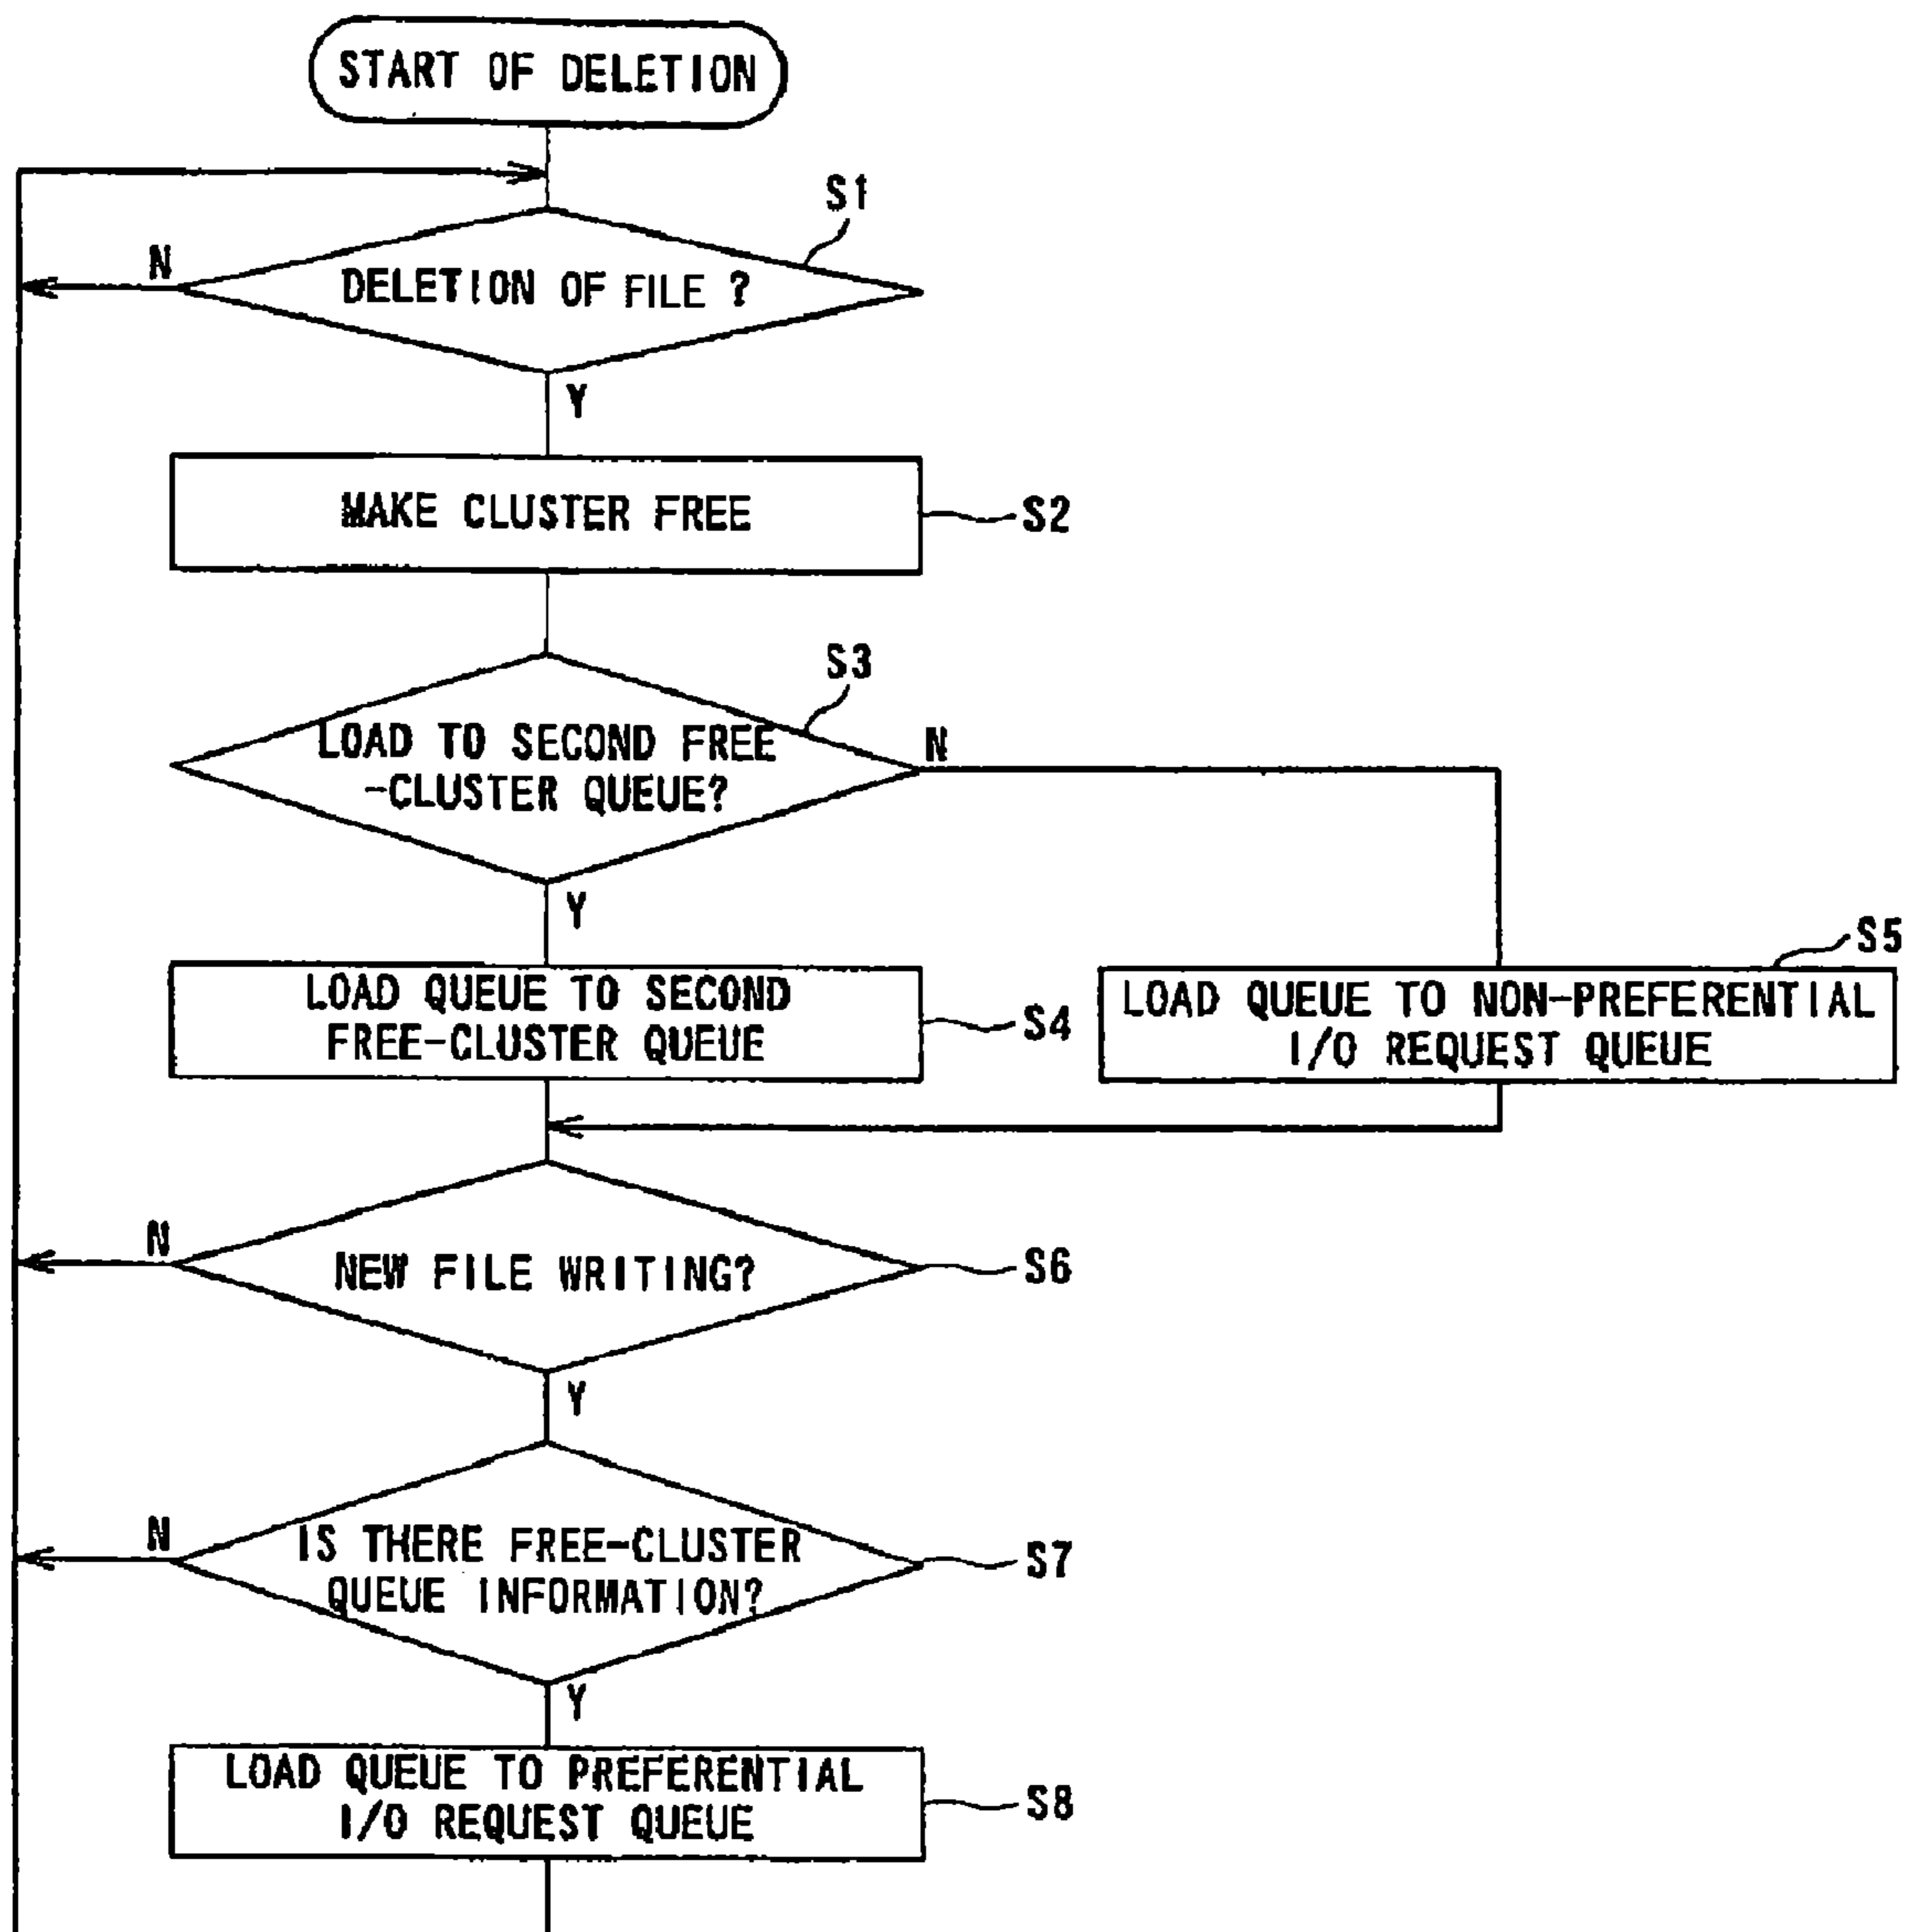 START OF DELETION
S1
N
DELETION OF FILE ?
Y
MAKE CLUSTER FREE
S2
S3
LOAD TO SECOND FREE
-CLUSTER QUEUE?
N
Y
S5
LOAD QUEUE TO SECOND
FREE-CLUSTER QUEUE
S4
LOAD QUEUE TO NON-PREFERENTIAL
I/O REQUEST QUEUE
N
NEW FILE WRITING?
S6
Y
N
IS THERE FREE-CLUSTER
QUEUE INFORMATION?
S7
Y
LOAD QUEUE TO PREFERENTIAL
I/O REQUEST QUEUE
S8